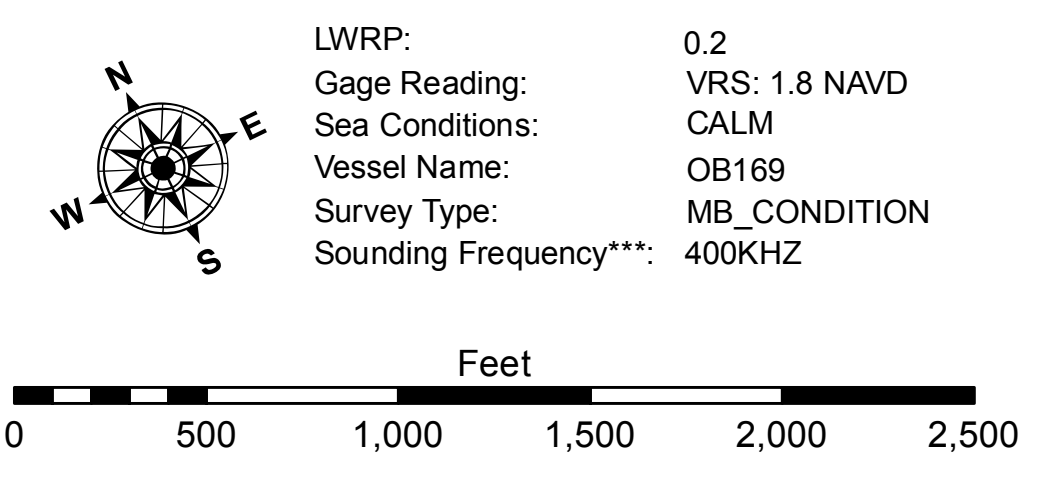 N
E
W
S
LWRP: 0.2
Gage Reading: VRS: 1.8 NAVD
Sea Conditions: CALM
Vessel Name: OB169
Survey Type: MB_CONDITION
Sounding Frequency***: 400KHZ
Feet
0 500 1,000 1,500 2,000 2,500